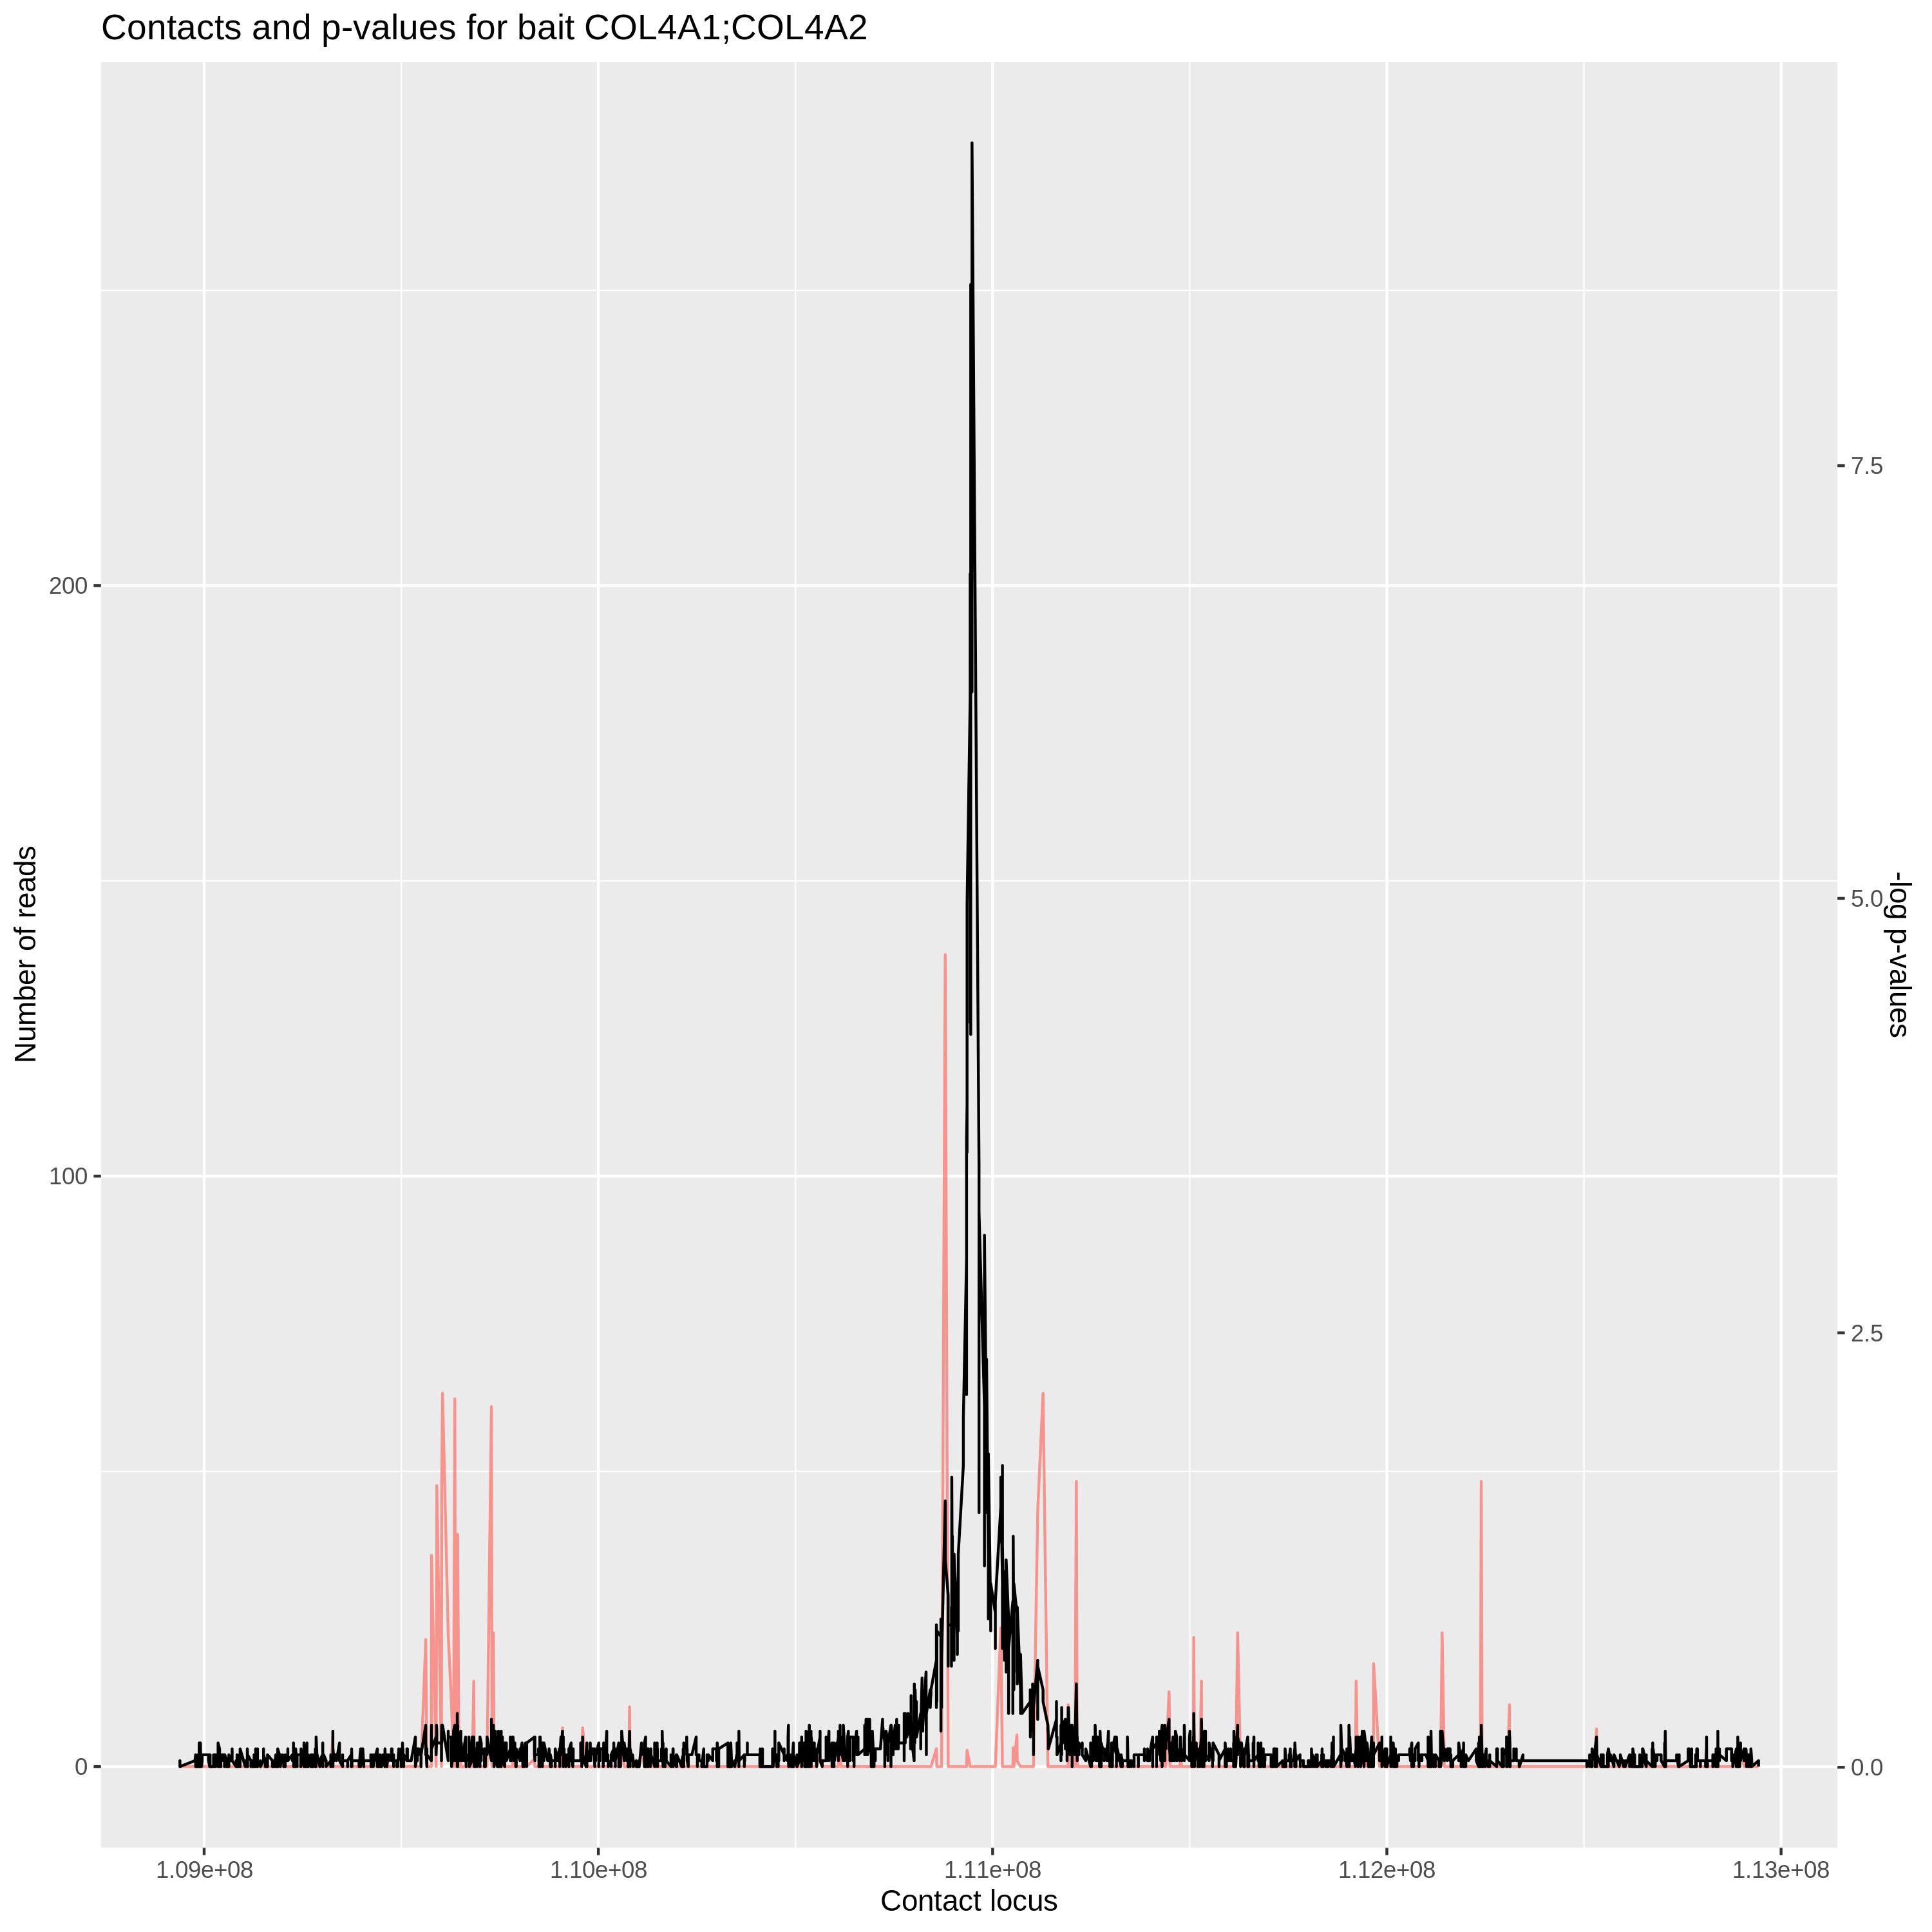 Contacts and p-values for bait COL4A1;COL4A2
Number of reads
200
100
0
7.5
5.0
2.5
0.0
-log p-values
1.09e+08 1.10e+08 1.11e+08 1.12e+08 1.13e+08
Contact locus